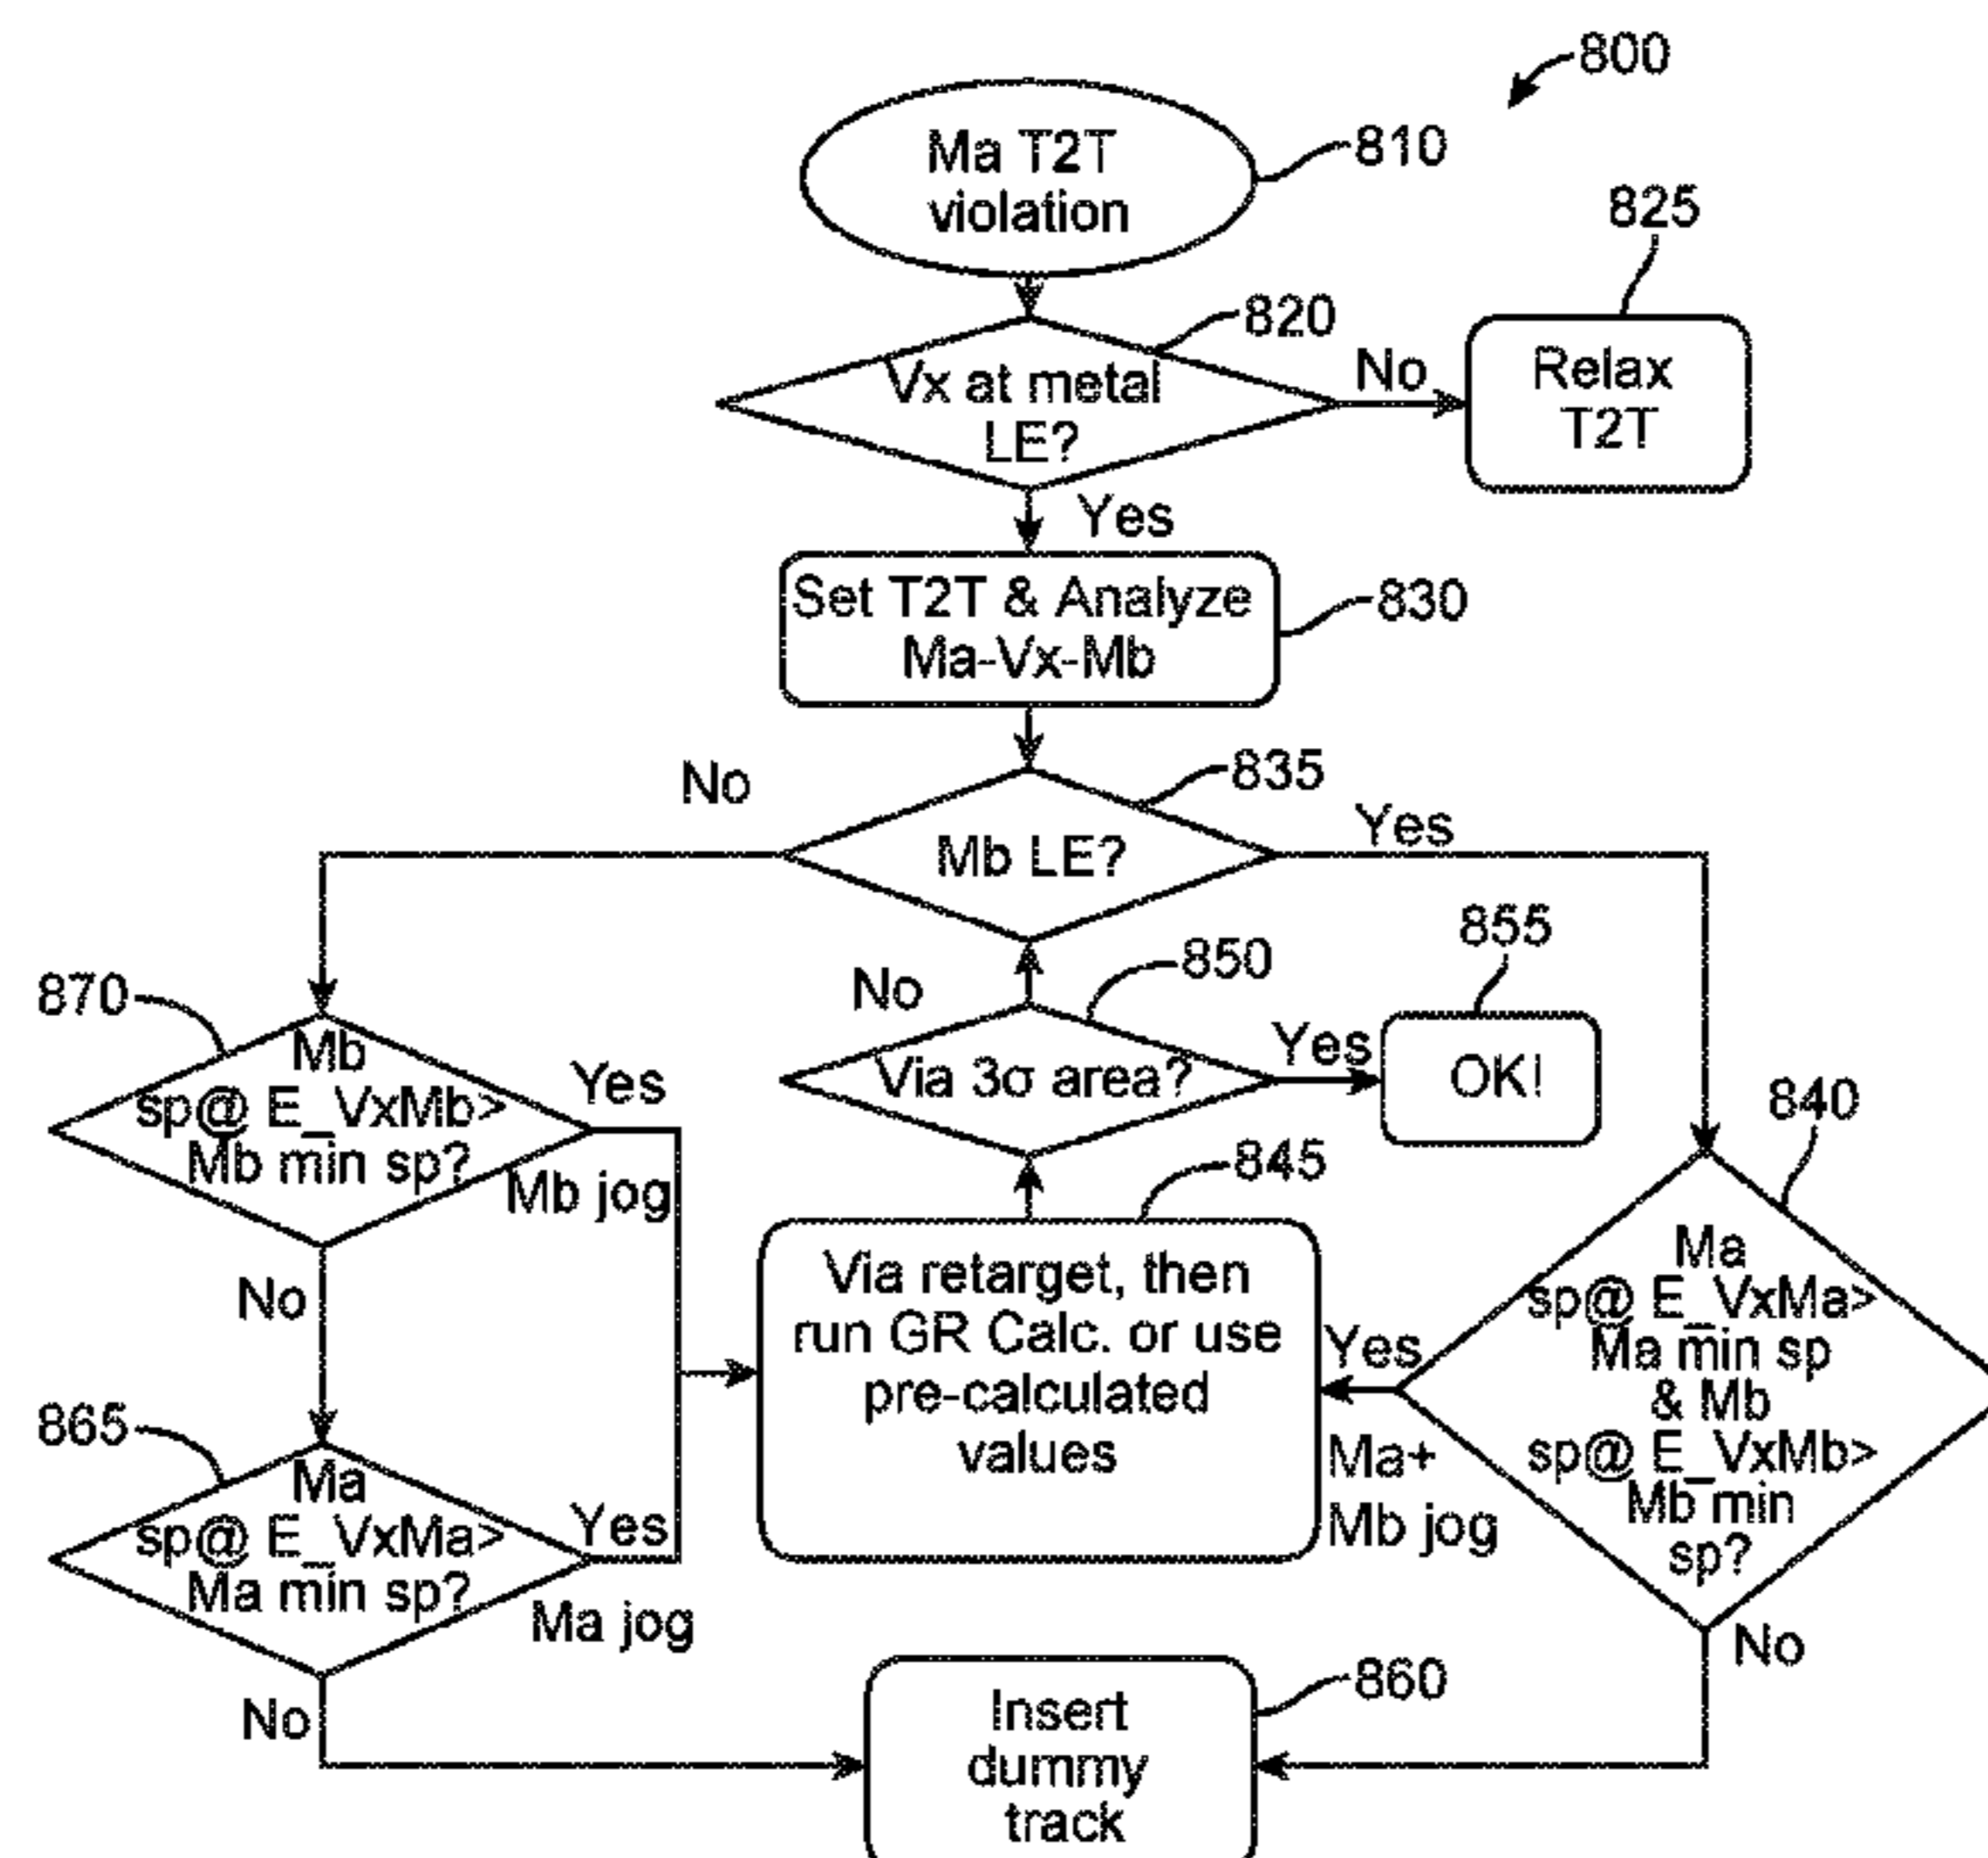 800
Ma T2T
violation
810
820
825
Vx at metal
LE?
No
Relax
T2T
Yes
Set T2T & Analyze
Ma-Vx-Mb
830
No
835
Yes
Mb LE?
870
No
850
855
Mb
sp@ E_VxMb>
Mb min sp?
Yes
Mb jog
Via 3σ area?
Yes
OK!
840
845
No
Via retarget, then
run GR Calc. or use
pre-calculated
values
Yes
Ma+
Mb jog
Ma
sp@ E_VxMa>
Ma min sp
& Mb
sp@ E_VxMb>
Mb min
sp?
865
Ma
sp@ E_VxMa>
Ma min sp?
Yes
Ma jog
No
No
Insert
dummy
track
860